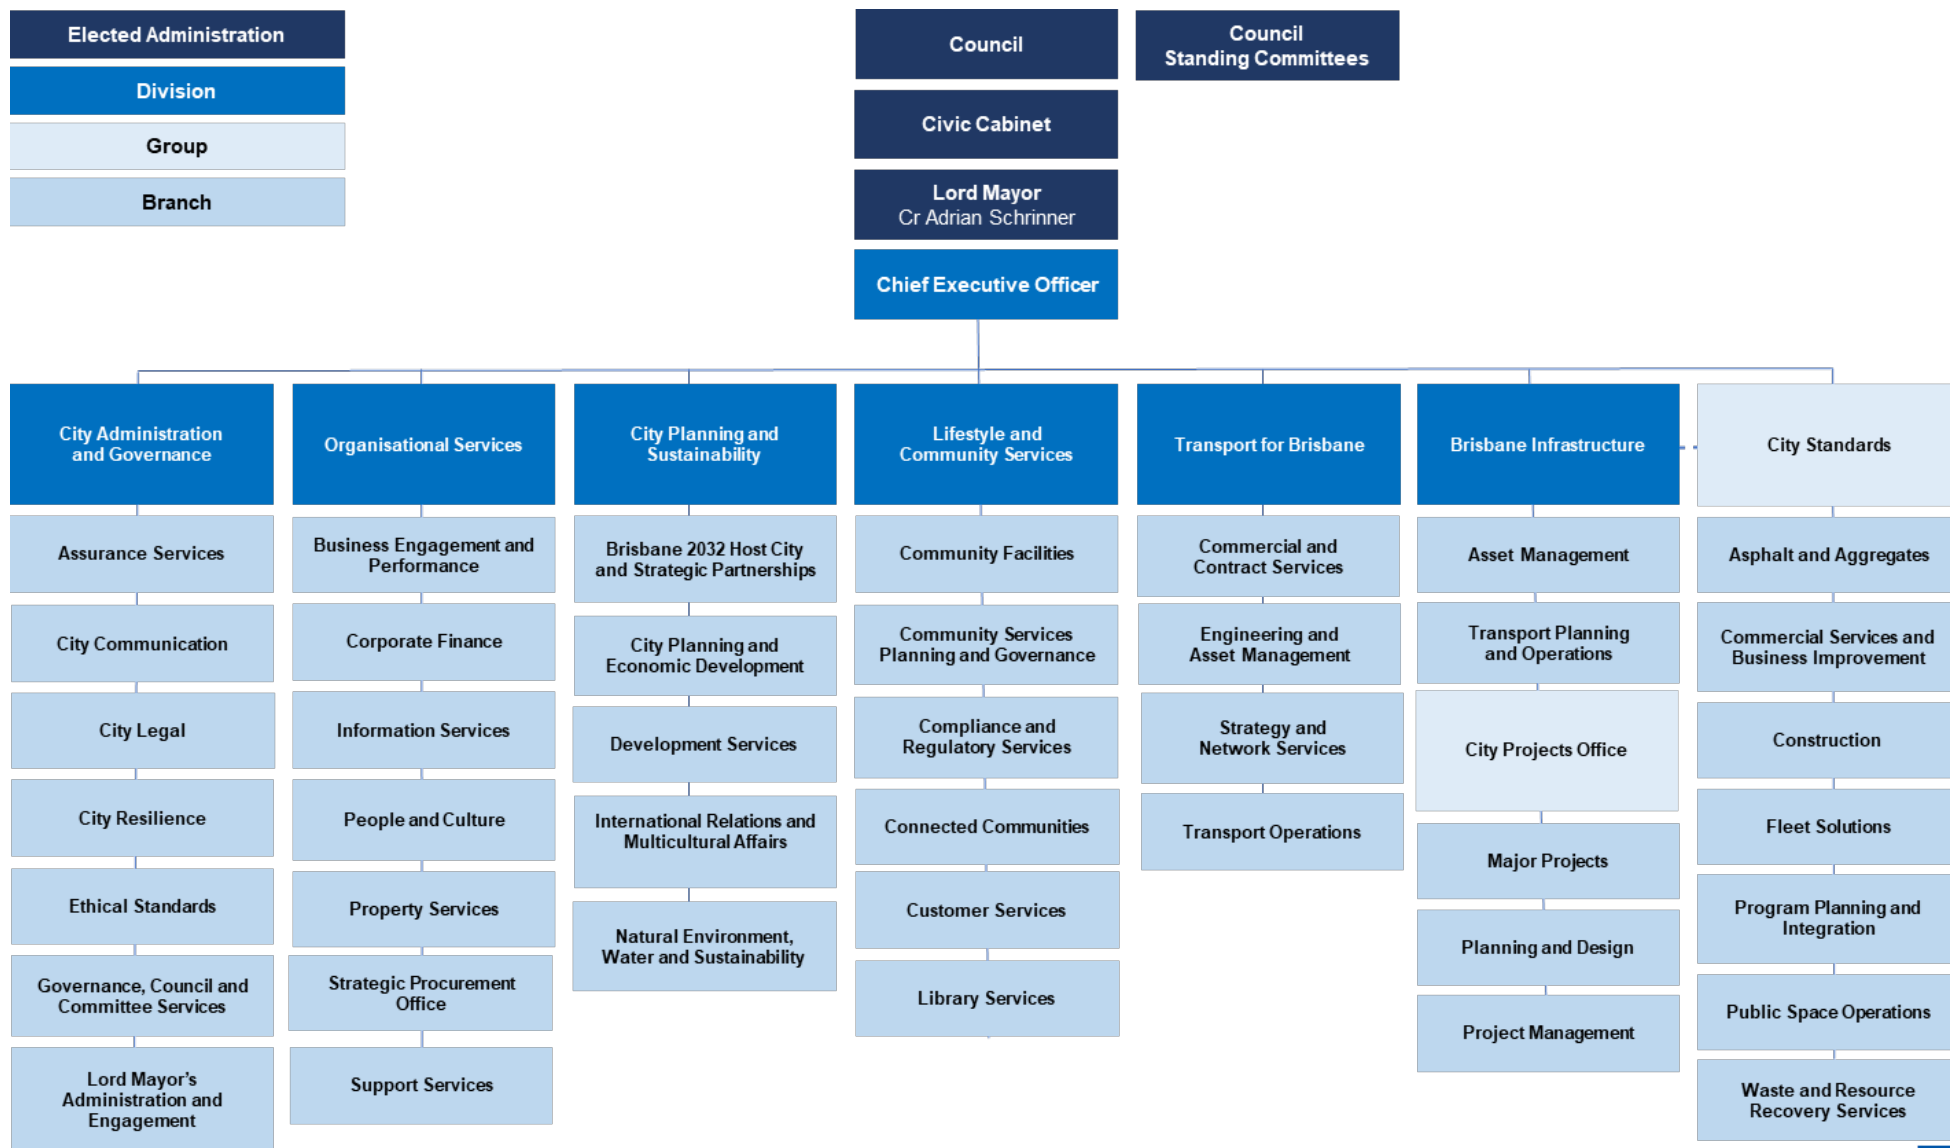 Elected Administration
Division
Group
Branch
Council
Council
Standing Committees
Civic Cabinet
Lord Mayor
Cr Adrian Schrinner
Chief Executive Officer
City Administration
and Governance
Assurance Services
City Communication
City Legal
City Resilience
Ethical Standards
Governance, Council and
Committee Services
Lord Mayor's
Administration and
Engagement
Organisational Services
Business Engagement and
Performance
Corporate Finance
Information Services
People and Culture
Property Services
Strategic Procurement
Office
Support Services
City Planning and
Sustainability
Brisbane 2032 Host City
and Strategic Partnerships
City Planning and
Economic Development
Development Services
International Relations and
Multicultural Affairs
Natural Environment,
Water and Sustainability
Lifestyle and
Community Services
Community Facilities
Community Services
Planning and Governance
Compliance and
Regulatory Services
Connected Communities
Customer Services
Library Services
Transport for Brisbane
Commercial and
Contract Services
Engineering and
Asset Management
Strategy and
Network Services
Transport Operations
Brisbane Infrastructure
Asset Management
Transport Planning
and Operations
City Projects Office
Major Projects
Planning and Design
Project Management
City Standards
Asphalt and Aggregates
Commercial Services and
Business Improvement
Construction
Fleet Solutions
Program Planning and
Integration
Public Space Operations
Waste and Resource
Recovery Services